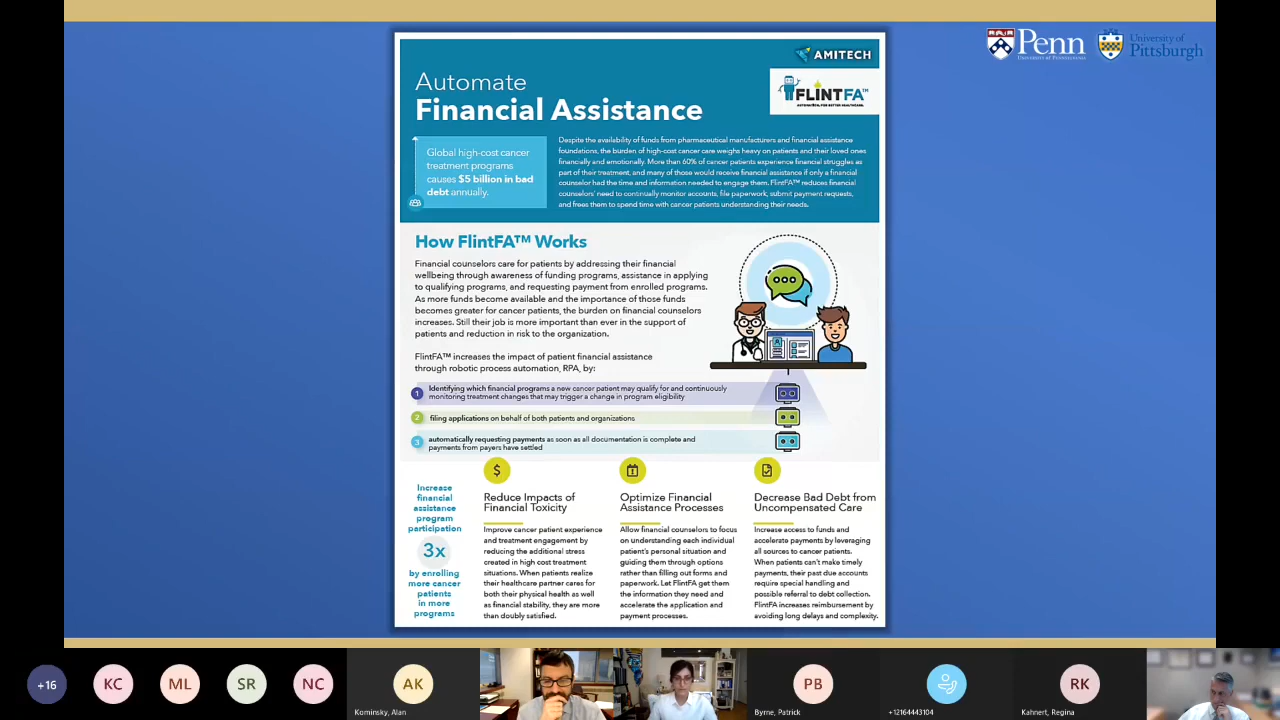 Penn
UNIVERSITY OF PENNSYLVANIA
University of
Pittsburgh
AMITECH
FLINTFA™
AUTOMATION, FOR BETTER HEALTHCARE.
Automate
Financial Assistance
Global high-cost cancer
treatment programs
causes $5 billion in bad
debt annually.
Despite the availability of funds from pharmaceutical manufacturers and financial assistance
foundations, the burden of high-cost cancer care weighs heavy on patients and their loved ones
financially and emotionally. More than 60% of cancer patients experience financial struggles as
part of their treatment, and many of those would receive financial assistance if only a financial
counselor had the time and information needed to engage them. FlintFA™ reduces financial
counselors' need to continually monitor accounts, file paperwork, submit payment requests,
and frees them to spend time with cancer patients understanding their needs.
How FlintFA™ Works
Financial counselors care for patients by addressing their financial
wellbeing through awareness of funding programs, assistance in applying
to qualifying programs, and requesting payment from enrolled programs.
As more funds become available and the importance of those funds
becomes greater for cancer patients, the burden on financial counselors
increases. Still their job is more important than ever in the support of
patients and reduction in risk to the organization.
FlintFA™ increases the impact of patient financial assistance
through robotic process automation, RPA, by:
1 Identifying which financial programs a new cancer patient may qualify for and continuously
monitoring treatment changes that may trigger a change in program eligibility
2 filing applications on behalf of both patients and organizations
3 automatically requesting payments as soon as all documentation is complete and
payments from payers have settled
Increase
financial
assistance
program
participation
3x
by enrolling
more cancer
patients
in more
programs
$
Reduce Impacts of
Financial Toxicity
Improve cancer patient experience
and treatment engagement by
reducing the additional stress
created in high cost treatment
situations. When patients realize
their healthcare partner cares for
both their physical health as well
as financial stability, they are more
than doubly satisfied.
Optimize Financial
Assistance Processes
Allow financial counselors to focus
on understanding each individual
patient's personal situation and
guiding them through options
rather than filling out forms and
paperwork. Let FlintFA get them
the information they need and
accelerate the application and
payment processes.
Decrease Bad Debt from
Uncompensated Care
Increase access to funds and
accelerate payments by leveraging
all sources to cancer patients.
When patients can't make timely
payments, their past due accounts
require special handling and
possible referral to debt collection.
FlintFA increases reimbursement by
avoiding long delays and complexity.
+16
KC
ML
SR
NC
AK
Kominsky, Alan
PB
Byrne, Patrick
+12164443104
RK
Kahnert, Regina